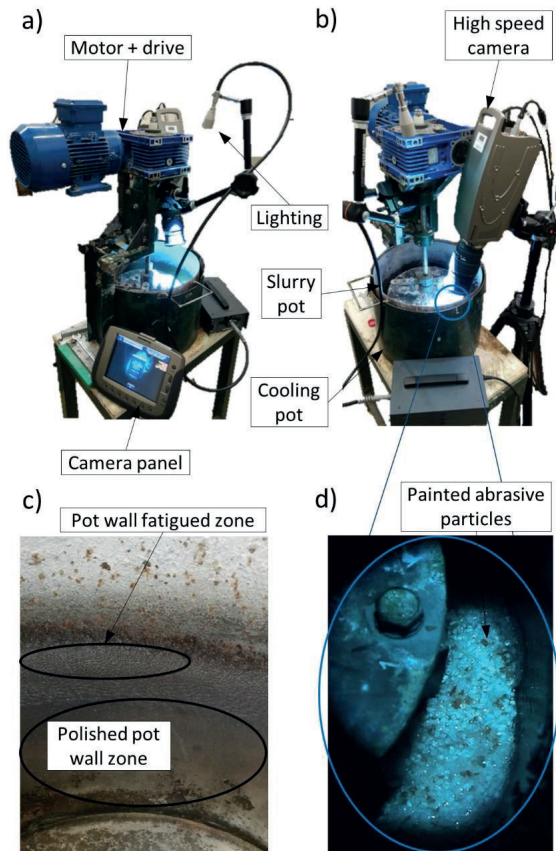 a)
Motor + drive
Lighting
Camera panel
b)
High speed
camera
Slurry
pot
Cooling
pot
c)
Pot wall fatigued zone
Polished pot
wall zone
d)
Painted abrasive
particles